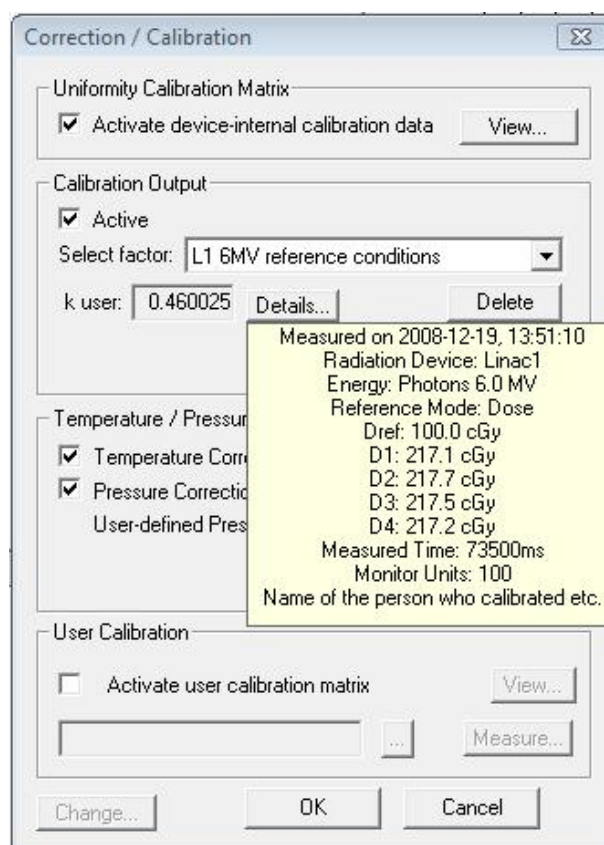 Correction / Calibration
Uniformity Calibration Matrix
Activate device-internal calibration data View...
Calibration Output
Active
Select factor: L1 6MV reference conditions
k user: 0.460025 Details... Delete
Measured on 2008-12-19, 13:51:10
Radiation Device: Linac1
Energy: Photons 6.0 MV
Reference Mode: Dose
Dref: 100.0 cGy
D1: 217.1 cGy
D2: 217.7 cGy
D3: 217.5 cGy
D4: 217.2 cGy
Measured Time: 73500ms
Monitor Units: 100
Name of the person who calibrated etc.
Temperature / Pressur
Temperature Corr
Pressure Correctio
User-defined Pres
User Calibration
Activate user calibration matrix View...
... Measure...
Change... OK Cancel